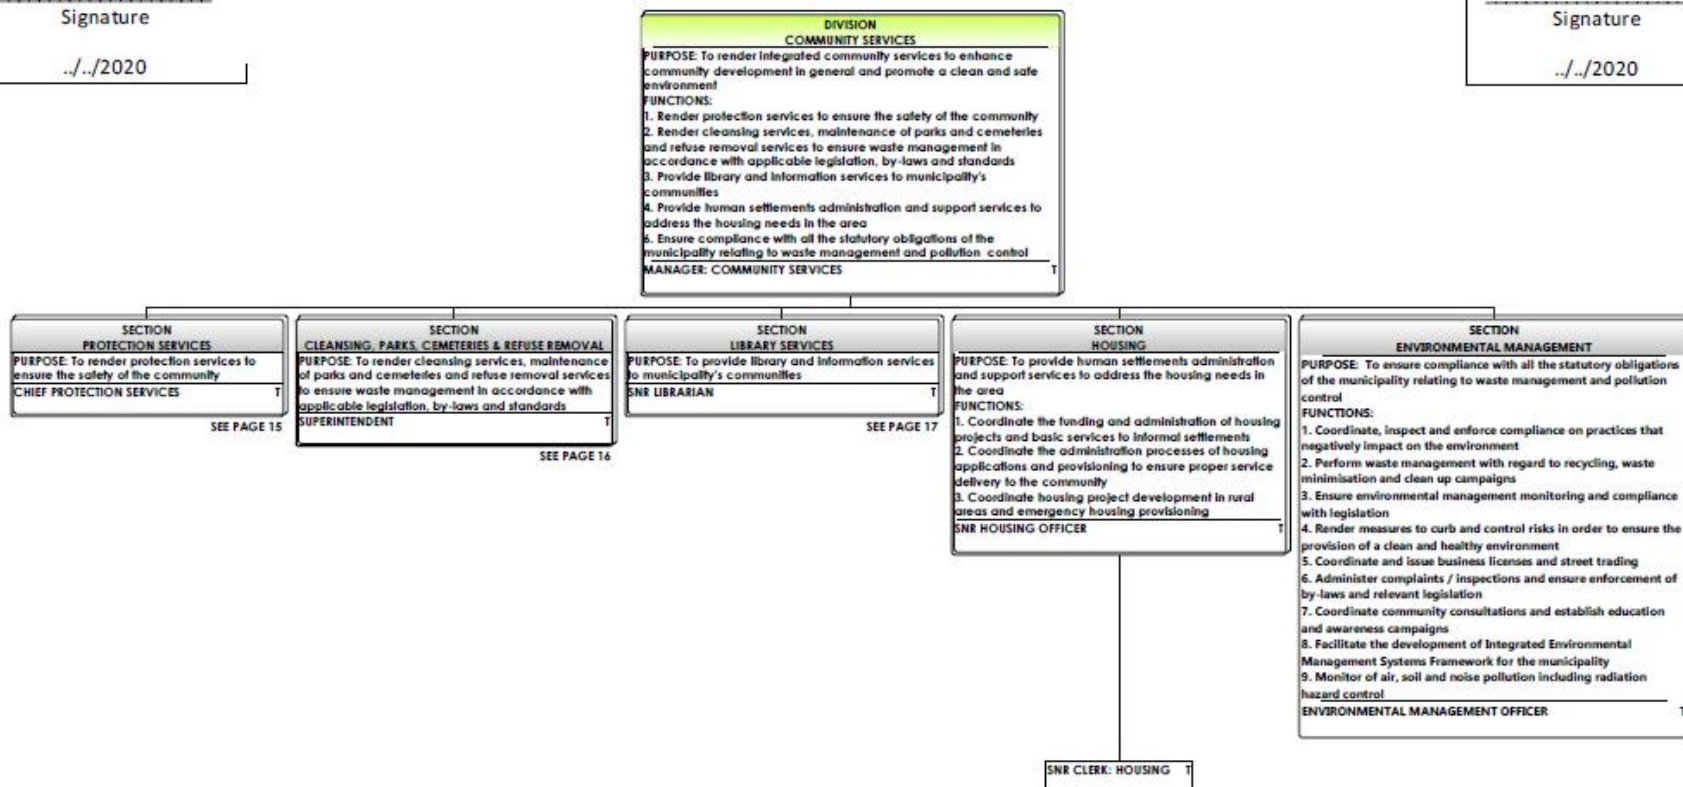 Signature
../../2020
Signature
../../2020
DIVISION
COMMUNITY SERVICES
PURPOSE: To render integrated community services to enhance
community development in general and promote a clean and safe
environment
FUNCTIONS:
1. Render protection services to ensure the safety of the community
2. Render cleansing services, maintenance of parks and cemeteries
and refuse removal services to ensure waste management in
accordance with applicable legislation, by-laws and standards
3. Provide library and information services to municipality's
communities
4. Provide human settlements administration and support services to
address the housing needs in the area
6. Ensure compliance with all the statutory obligations of the
municipality relating to waste management and pollution control
MANAGER: COMMUNITY SERVICES T
SECTION
PROTECTION SERVICES
PURPOSE: To render protection services to
ensure the safety of the community
CHIEF PROTECTION SERVICES T
SEE PAGE 15
SECTION
CLEANSING, PARKS, CEMETERIES & REFUSE REMOVAL
PURPOSE: To render cleansing services, maintenance
of parks and cemeteries and refuse removal services
to ensure waste management in accordance with
applicable legislation, by-laws and standards
SUPERINTENDENT T
SEE PAGE 16
SECTION
LIBRARY SERVICES
PURPOSE: To provide library and information services
to municipality's communities
SNR LIBRARIAN T
SEE PAGE 17
SECTION
HOUSING
PURPOSE: To provide human settlements administration
and support services to address the housing needs in
the area
FUNCTIONS:
1. Coordinate the funding and administration of housing
projects and basic services to informal settlements
2. Coordinate the administration processes of housing
applications and provisioning to ensure proper service
delivery to the community
3. Coordinate housing project development in rural
areas and emergency housing provisioning
SNR HOUSING OFFICER T
SNR CLERK: HOUSING T
SECTION
ENVIRONMENTAL MANAGEMENT
PURPOSE: To ensure compliance with all the statutory obligations
of the municipality relating to waste management and pollution
control
FUNCTIONS:
1. Coordinate, inspect and enforce compliance on practices that
negatively impact on the environment
2. Perform waste management with regard to recycling, waste
minimisation and clean up campaigns
3. Ensure environmental management monitoring and compliance
with legislation
4. Render measures to curb and control risks in order to ensure the
provision of a clean and healthy environment
5. Coordinate and issue business licenses and street trading
6. Administer complaints / inspections and ensure enforcement of
by-laws and relevant legislation
7. Coordinate community consultations and establish education
and awareness campaigns
8. Facilitate the development of Integrated Environmental
Management Systems Framework for the municipality
9. Monitor of air, soil and noise pollution including radiation
hazard control
ENVIRONMENTAL MANAGEMENT OFFICER T